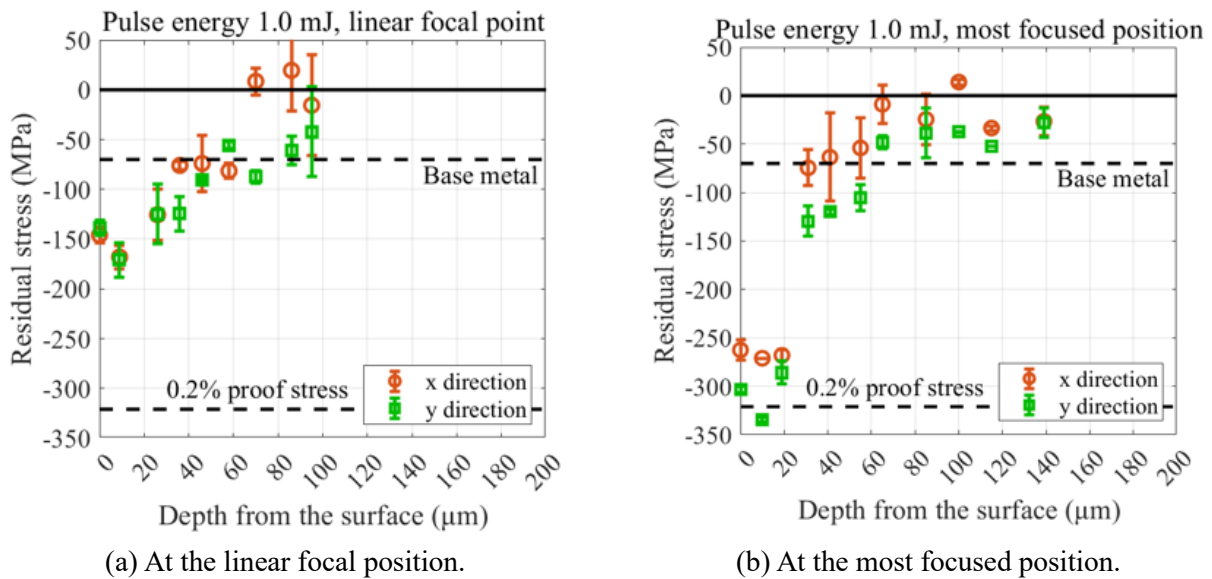 Pulse energy 1.0 mJ, linear focal point
50
0
-50
-100
-150
-200
-250
-300
-350
Residual stress (MPa)
Base metal
0.2% proof stress
x direction
y direction
0 20 40 60 80 100 120 140 160 180 200
Depth from the surface (μm)
(a) At the linear focal position.
Pulse energy 1.0 mJ, most focused position
50
0
-50
-100
-150
-200
-250
-300
-350
Residual stress (MPa)
Base metal
0.2% proof stress
x direction
y direction
0 20 40 60 80 100 120 140 160 180 200
Depth from the surface (μm)
(b) At the most focused position.